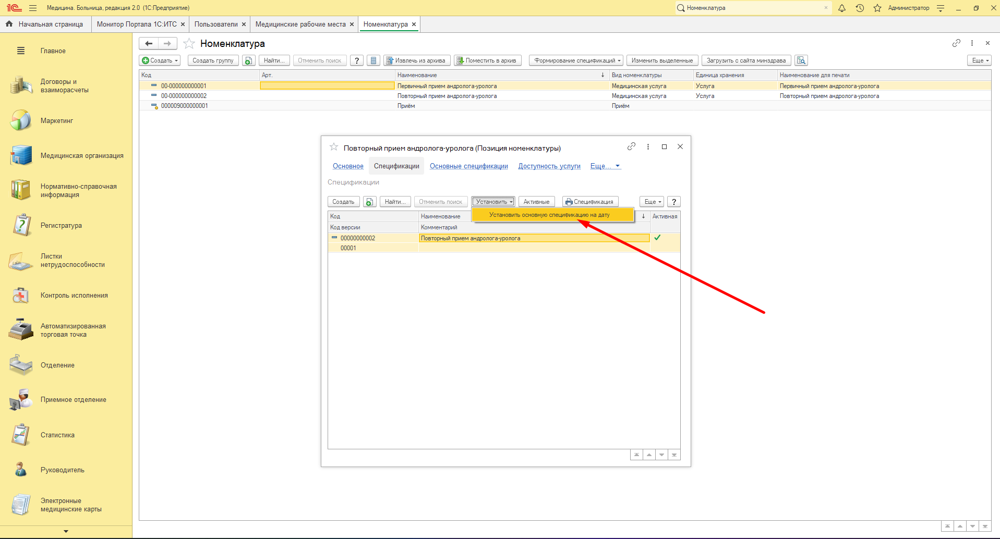 1С
Медицина. Больница, редакция 2.0 (1С:Предприятие)
Номенклатура
×
Администратор
Начальная страница
Монитор Портала 1С:ИТС ×
Пользователи ×
Медицинские рабочие места ×
Номенклатура ×
Главное
Договоры и
взаиморасчеты
Маркетинг
Медицинская организация
Нормативно-справочная
информация
Регистратура
Листки
нетрудоспособности
Контроль исполнения
Автоматизированная
торговая точка
Отделение
Приемное отделение
Статистика
Руководитель
Электронные
медицинские карты
Номенклатура
Создать
Создать группу
Найти...
Отменить поиск
?
Извлечь из архива
Поместить в архив
Формирование спецификаций
Изменить выделенные
Загрузить с сайта минздрава
Еще
Код Арт. Наименование ↓ Вид номенклатуры Единица хранения Наименование для печати
00-000000000001 Первичный прием андролога-уролога Медицинская услуга Услуга Первичный прием андролога-уролога
00-000000000002 Повторный прием андролога-уролога Медицинская услуга Услуга Повторный прием андролога-уролога
000009000000001 Приём Приём
Повторный прием андролога-уролога (Позиция номенклатуры)
Основное Спецификации Основные спецификации Доступность услуги Еще...
Спецификации
Создать Найти... Отменить поиск Установить Активные Спецификация Еще ?
Установить основную спецификацию на дату
Код Наименование ↓ Активная
Код версии Комментарий
00000000002 Повторный прием андролога-уролога
00001